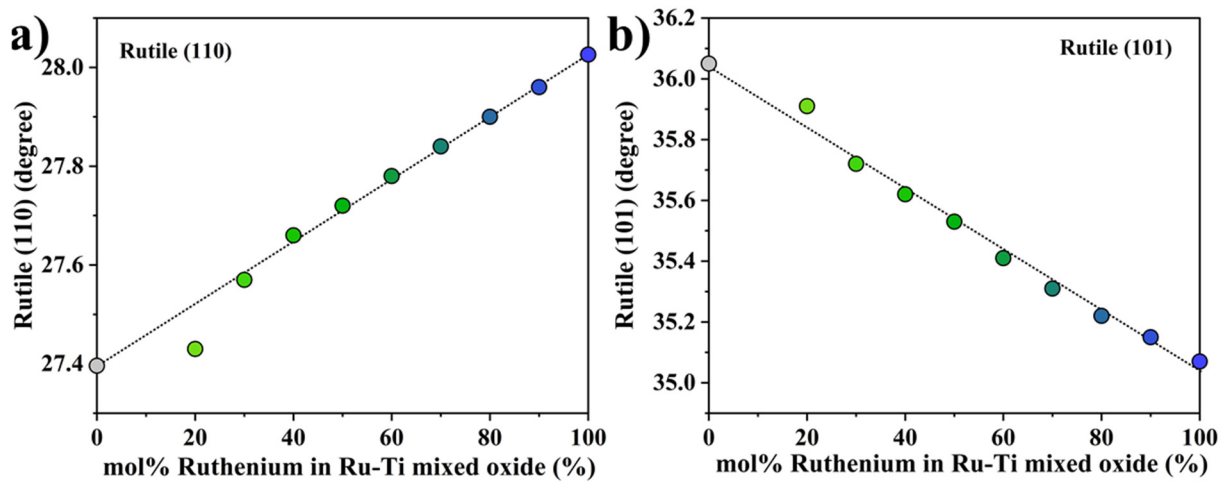 a)
Rutile (110)
Rutile (110) (degree)
28.0
27.8
27.6
27.4
0 20 40 60 80 100
mol% Ruthenium in Ru-Ti mixed oxide (%)
b)
Rutile (101)
Rutile (101) (degree)
36.2
36.0
35.8
35.6
35.4
35.2
35.0
0 20 40 60 80 100
mol% Ruthenium in Ru-Ti mixed oxide (%)